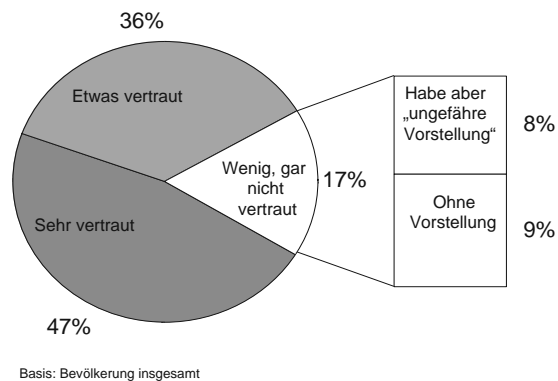 36%
Etwas vertraut
Habe aber
„ungefähre
Vorstellung“
8%
Wenig, gar
nicht
vertraut
17%
Ohne
Vorstellung
9%
Sehr vertraut
47%
Basis: Bevölkerung insgesamt